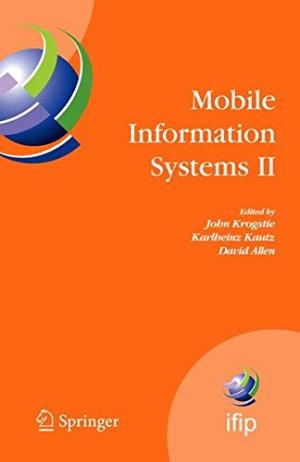 Mobile
Information
Systems II
Edited by
John Krogstie
Karlheinz Kautz
David Allen
Springer
ifip